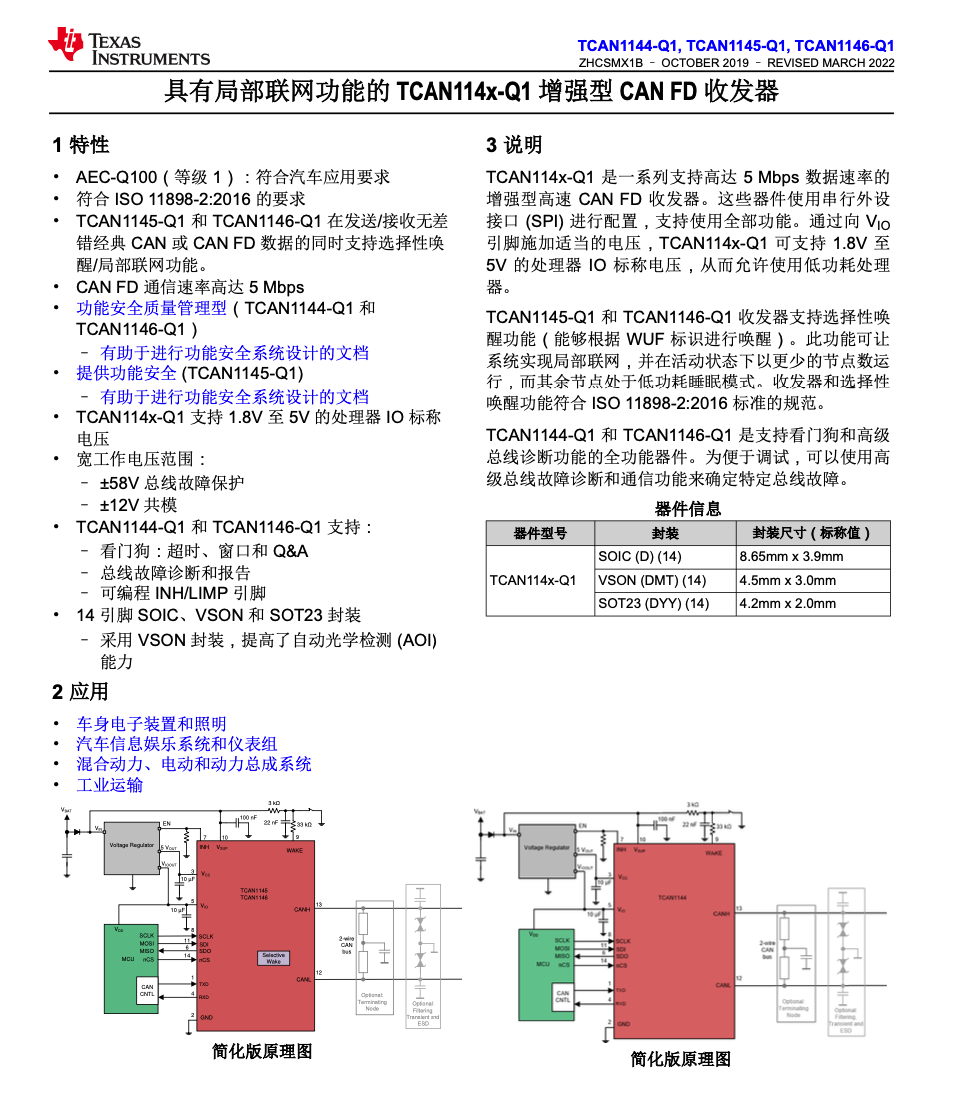 TEXAS
INSTRUMENTS
TCAN1144-Q1, TCAN1145-Q1, TCAN1146-Q1
ZHCSMX1B – OCTOBER 2019 – REVISED MARCH 2022
具有局部联网功能的 TCAN114x-Q1 增强型 CAN FD 收发器
1 特性
• AEC-Q100（等级 1）：符合汽车应用要求
• 符合 ISO 11898-2:2016 的要求
• TCAN1145-Q1 和 TCAN1146-Q1 在发送/接收无差
错经典 CAN 或 CAN FD 数据的同时支持选择性唤
醒/局部联网功能。
• CAN FD 通信速率高达 5 Mbps
• 功能安全质量管理型（TCAN1144-Q1 和
TCAN1146-Q1）
– 有助于进行功能安全系统设计的文档
• 提供功能安全 (TCAN1145-Q1)
– 有助于进行功能安全系统设计的文档
• TCAN114x-Q1 支持 1.8V 至 5V 的处理器 IO 标称
电压
• 宽工作电压范围：
– ±58V 总线故障保护
– ±12V 共模
• TCAN1144-Q1 和 TCAN1146-Q1 支持：
– 看门狗：超时、窗口和 Q&A
– 总线故障诊断和报告
– 可编程 INH/LIMP 引脚
• 14 引脚 SOIC、VSON 和 SOT23 封装
– 采用 VSON 封装，提高了自动光学检测 (AOI)
能力
2 应用
• 车身电子装置和照明
• 汽车信息娱乐系统和仪表组
• 混合动力、电动和动力总成系统
• 工业运输
3 说明
TCAN114x-Q1 是一系列支持高达 5 Mbps 数据速率的
增强型高速 CAN FD 收发器。这些器件使用串行外设
接口 (SPI) 进行配置，支持使用全部功能。通过向 VIO
引脚施加适当的电压，TCAN114x-Q1 可支持 1.8V 至
5V 的处理器 IO 标称电压，从而允许使用低功耗处理
器。
TCAN1145-Q1 和 TCAN1146-Q1 收发器支持选择性唤
醒功能（能够根据 WUF 标识进行唤醒）。此功能可让
系统实现局部联网，并在活动状态下以更少的节点数运
行，而其余节点处于低功耗睡眠模式。收发器和选择性
唤醒功能符合 ISO 11898-2:2016 标准的规范。
TCAN1144-Q1 和 TCAN1146-Q1 是支持看门狗和高级
总线诊断功能的全功能器件。为便于调试，可以使用高
级总线故障诊断和通信功能来确定特定总线故障。
器件信息
器件型号 封装 封装尺寸（标称值）
TCAN114x-Q1
SOIC (D) (14) 8.65mm x 3.9mm
VSON (DMT) (14) 4.5mm x 3.0mm
SOT23 (DYY) (14) 4.2mm x 2.0mm
VBAT
3 kΩ
100 nF
22 nF
33 kΩ
VIN
EN
Voltage Regulator
5 VOUT
VIOOUT
7
10
9
INH
VSUP
WAKE
3
VCC
10 µF
TCAN1145
TCAN1146
5
VIO
10 µF
CANH
13
VDD
SCLK
8
SCLK
MOSI
11
SDI
MISO
6
SDO
MCU
nCS
14
nCS
Selective
Wake
2-wire
CAN
bus
CANL
12
CAN
CNTL
1
TXD
4
RXD
2
GND
Optional:
Terminating
Node
Optional:
Filtering,
Transient and
ESD
简化版原理图
VBAT
3 kΩ
100 nF
22 nF
33 kΩ
VIN
EN
Voltage Regulator
5 VOUT
VIOOUT
7
10
9
INH
VSUP
WAKE
3
VCC
10 µF
TCAN1144
5
VIO
10 µF
CANH
13
VDD
SCLK
8
SCLK
MOSI
11
SDI
MISO
6
SDO
MCU
nCS
14
nCS
2-wire
CAN
bus
CANL
12
CAN
CNTL
1
TXD
4
RXD
2
GND
Optional:
Terminating
Node
Optional:
Filtering,
Transient and
ESD
简化版原理图